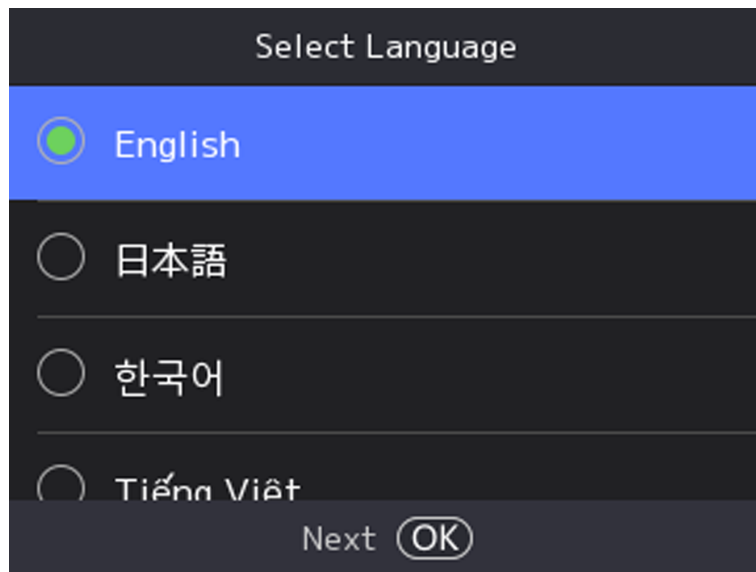 Select Language
English
日本語
한국어
Tiếng Việt
Next OK